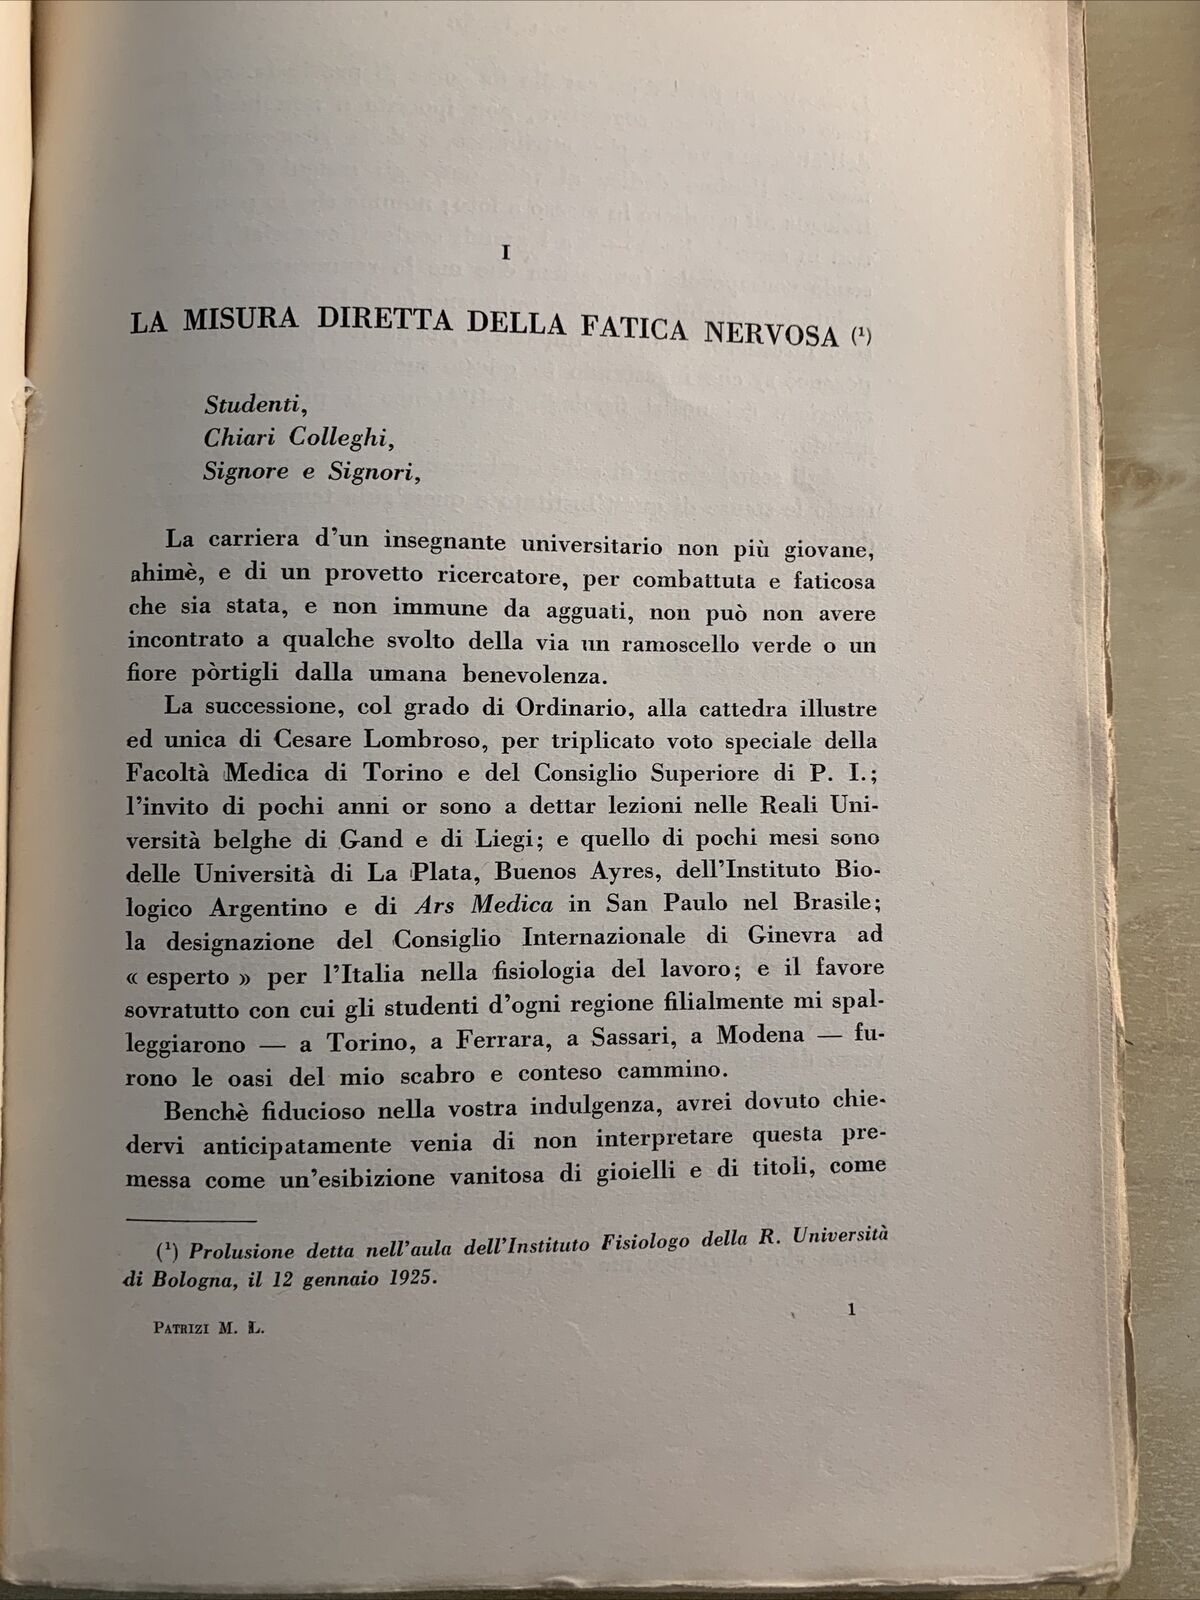 I
LA MISURA DIRETTA DELLA FATICA NERVOSA (¹)
Studenti,
Chiari Colleghi,
Signore e Signori,
La carriera d'un insegnante universitario non più giovane,
ahimè, e di un provetto ricercatore, per combattuta e faticosa
che sia stata, e non immune da agguati, non può non avere
incontrato a qualche svolto della via un ramoscello verde o un
fiore pòrtigli dalla umana benevolenza.
La successione, col grado di Ordinario, alla cattedra illustre
ed unica di Cesare Lombroso, per triplicato voto speciale della
Facoltà Medica di Torino e del Consiglio Superiore di P. I.;
l'invito di pochi anni or sono a dettar lezioni nelle Reali Uni-
versità belghe di Gand e di Liegi; e quello di pochi mesi sono
delle Università di La Plata, Buenos Ayres, dell'Instituto Bio-
logico Argentino e di Ars Medica in San Paulo nel Brasile;
la designazione del Consiglio Internazionale di Ginevra ad
« esperto » per l'Italia nella fisiologia del lavoro; e il favore
sovratutto con cui gli studenti d'ogni regione filialmente mi spal-
leggiarono — a Torino, a Ferrara, a Sassari, a Modena — fu-
rono le oasi del mio scabro e conteso cammino.
Benchè fiducioso nella vostra indulgenza, avrei dovuto chie-
dervi anticipatamente venia di non interpretare questa pre-
messa come un'esibizione vanitosa di gioielli e di titoli, come
(¹) Prolusione detta nell'aula dell'Instituto Fisiologo della R. Università
di Bologna, il 12 gennaio 1925.
1
PATRIZI M. L.